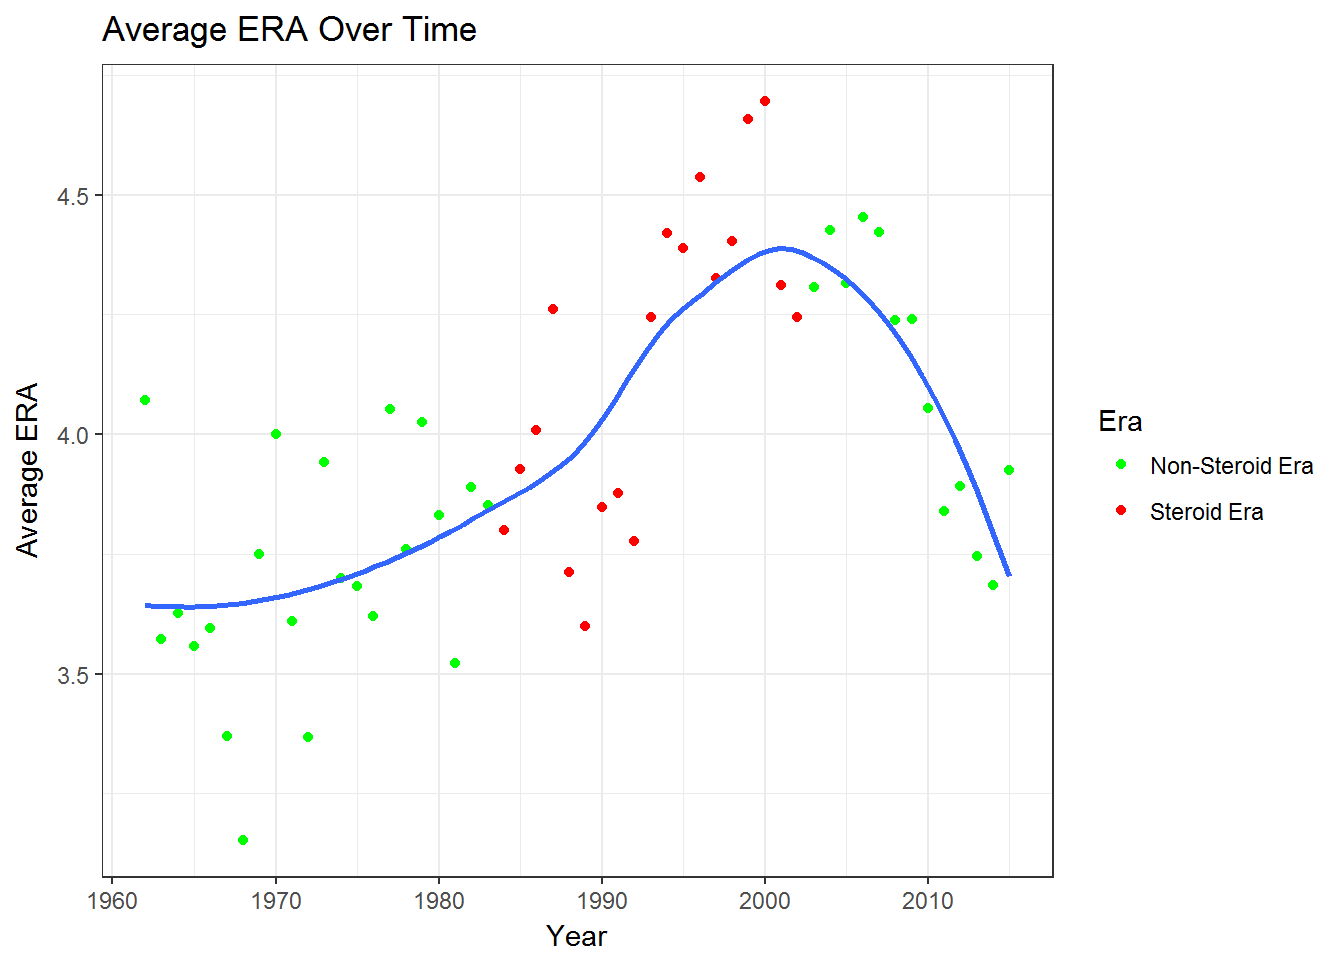 Average ERA Over Time
Average ERA
4.5
4.0
3.5
1960 1970 1980 1990 2000 2010
Year
Era
Non-Steroid Era
Steroid Era